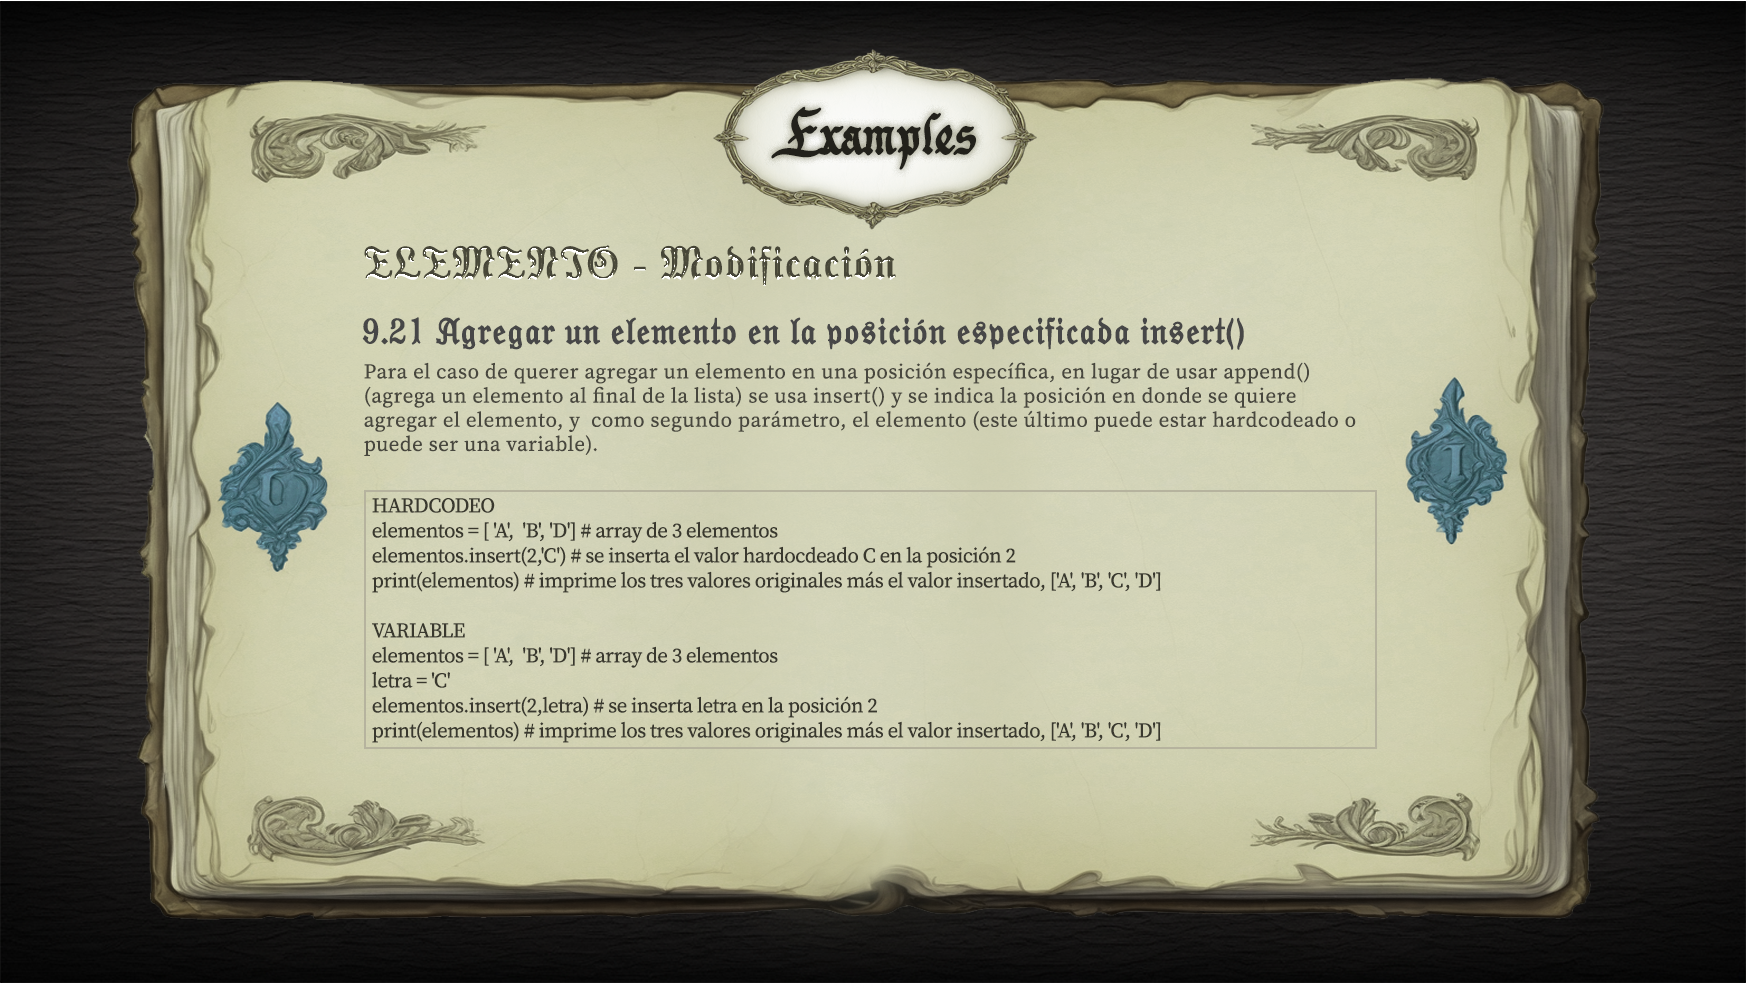 Examples
ELEMENTO - Modificación
9.21 Agregar un elemento en la posición especificada insert()
Para el caso de querer agregar un elemento en una posición específica, en lugar de usar append()
(agrega un elemento al final de la lista) se usa insert() y se indica la posición en donde se quiere
agregar el elemento, y  como segundo parámetro, el elemento (este último puede estar hardcodeado o
puede ser una variable).
HARDCODEO
elementos = [ 'A',  'B', 'D'] # array de 3 elementos
elementos.insert(2,'C') # se inserta el valor hardocdeado C en la posición 2
print(elementos) # imprime los tres valores originales más el valor insertado, ['A', 'B', 'C', 'D']
VARIABLE
elementos = [ 'A',  'B', 'D'] # array de 3 elementos
letra = 'C'
elementos.insert(2,letra) # se inserta letra en la posición 2
print(elementos) # imprime los tres valores originales más el valor insertado, ['A', 'B', 'C', 'D']